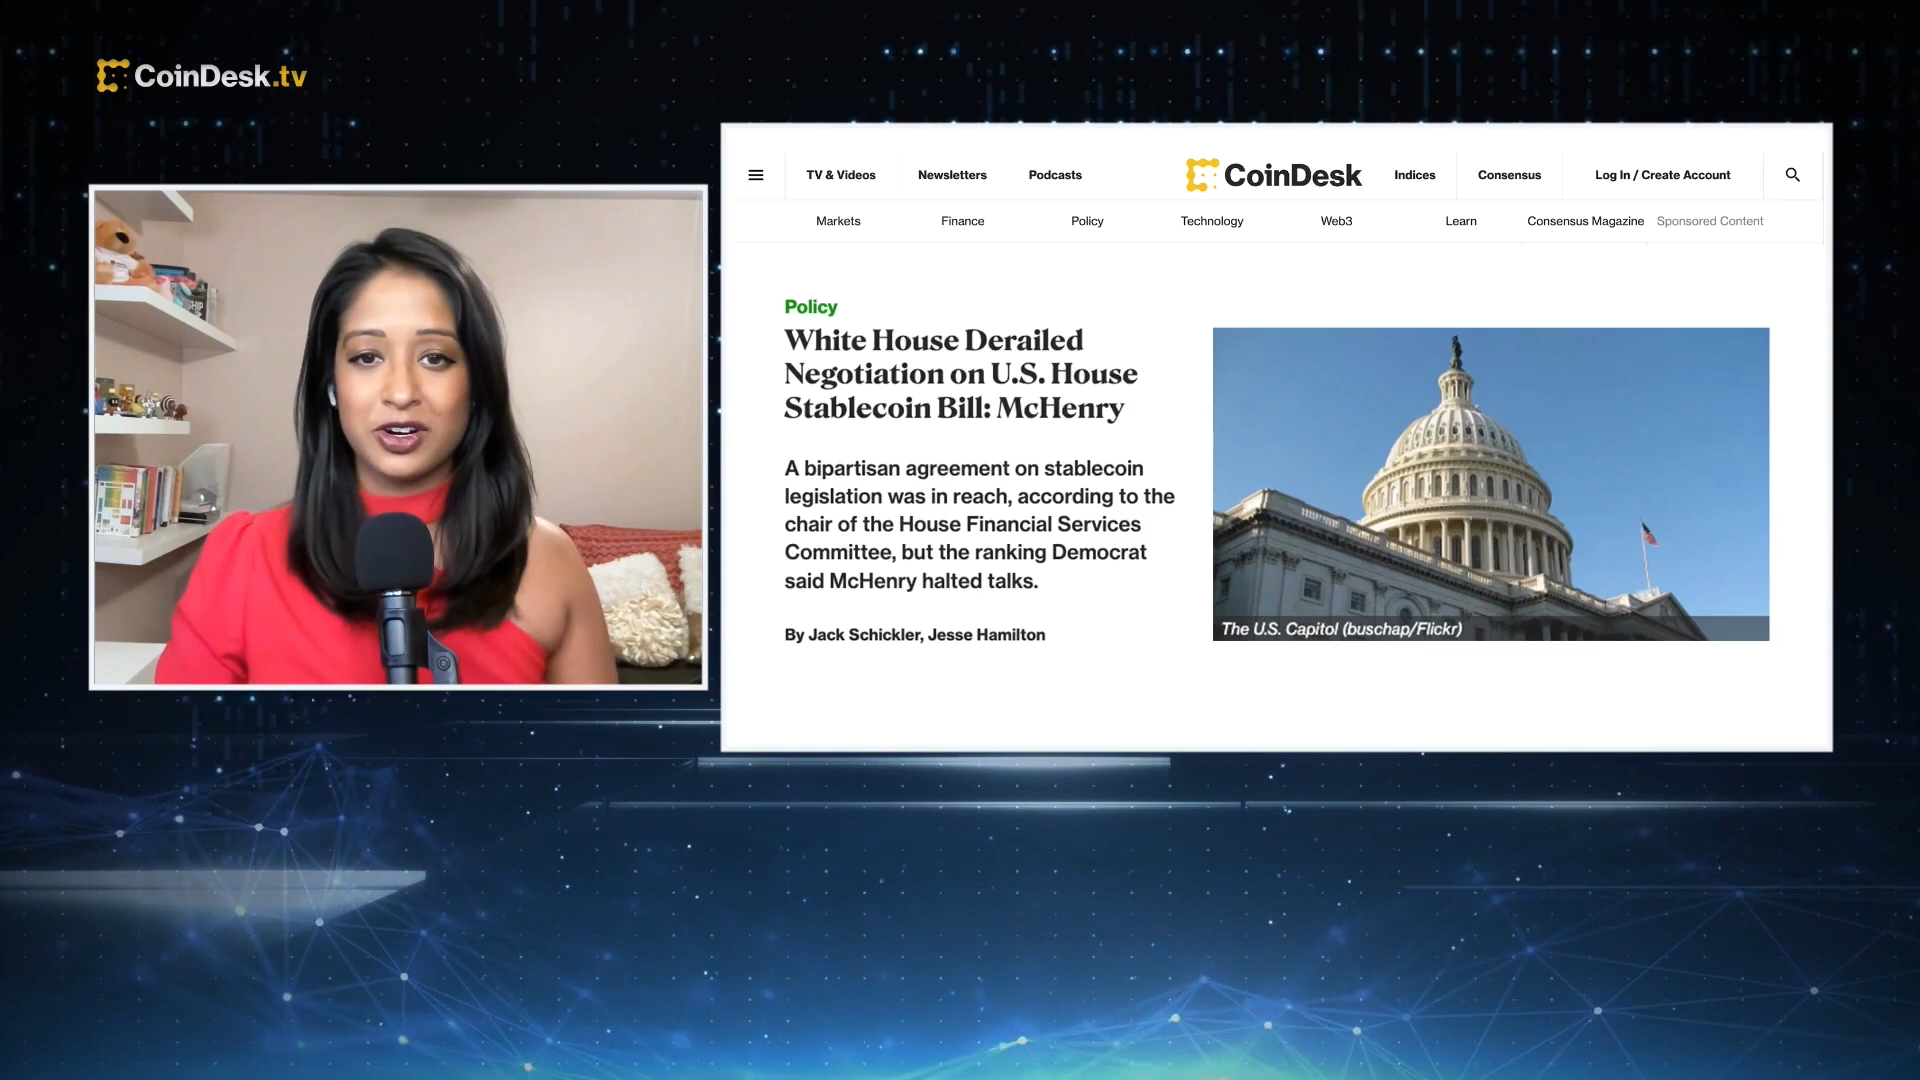 CoinDesk.tv
TV & Videos
Newsletters
Podcasts
CoinDesk
Indices
Consensus
Log In / Create Account
Markets
Finance
Policy
Technology
Web3
Learn
Consensus Magazine
Sponsored Content
Policy
White House Derailed
Negotiation on U.S. House
Stablecoin Bill: McHenry
A bipartisan agreement on stablecoin
legislation was in reach, according to the
chair of the House Financial Services
Committee, but the ranking Democrat
said McHenry halted talks.
By Jack Schickler, Jesse Hamilton
The U.S. Capitol (buschap/Flickr)